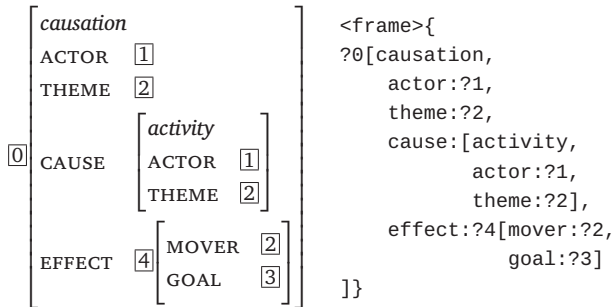 causation
ACTOR 1
THEME 2
activity
0 CAUSE ACTOR 1
THEME 2
EFFECT 4 MOVER 2
GOAL 3
<frame>{
?0[causation,
actor:?1,
theme:?2,
cause:[activity,
actor:?1,
theme:?2],
effect:?4[mover:?2,
goal:?3]
]}